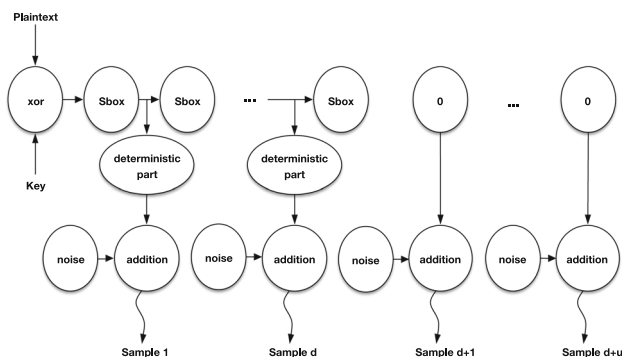 Plaintext
xor
Sbox
Sbox
...
Sbox
0
...
0
deterministic
part
deterministic
part
Key
noise
addition
noise
addition
noise
addition
noise
addition
Sample 1
Sample d
Sample d+1
Sample d+u